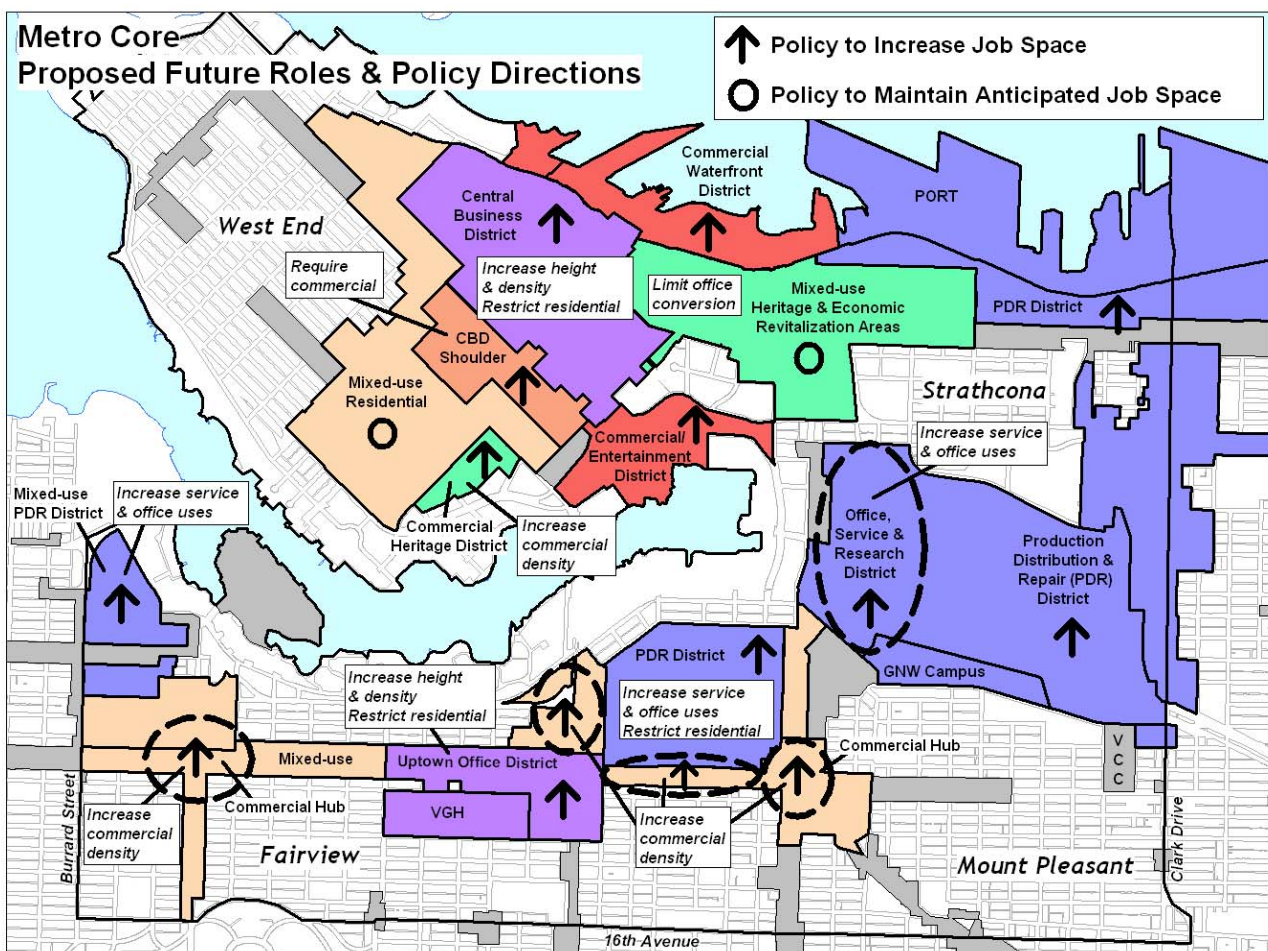 Metro Core
Proposed Future Roles & Policy Directions
Policy to Increase Job Space
Policy to Maintain Anticipated Job Space
Commercial
Waterfront
District
PORT
Central
Business
District
West End
Require
commercial
Increase height
& density
Restrict residential
Limit office
conversion
Mixed-use
Heritage & Economic
Revitalization Areas
PDR District
CBD
Shoulder
Mixed-use
Residential
Strathcona
Increase service
& office uses
Commercial/
Entertainment
District
Mixed-use
PDR District
Increase service
& office uses
Commercial
Heritage District
Increase
commercial
density
Office,
Service &
Research
District
Production
Distribution &
Repair (PDR)
District
PDR District
GNW Campus
Increase height
& density
Restrict residential
Increase service
& office uses
Restrict residential
Commercial Hub
Mixed-use
Uptown Office District
V
C
C
Commercial Hub
VGH
Increase
commercial
density
Increase
commercial
density
Burrard Street
Fairview
Mount Pleasant
Clark Drive
16th Avenue